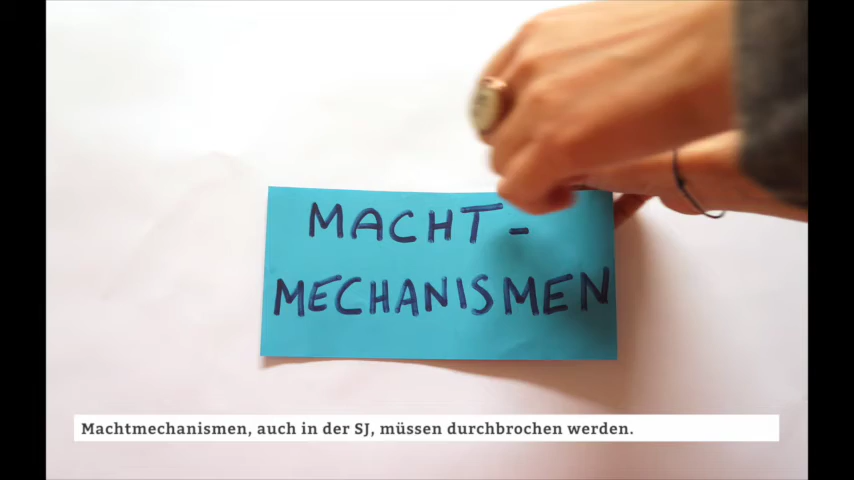 MACHT-
MECHANISMEN
Machtmechanismen, auch in der SJ, müssen durchbrochen werden.